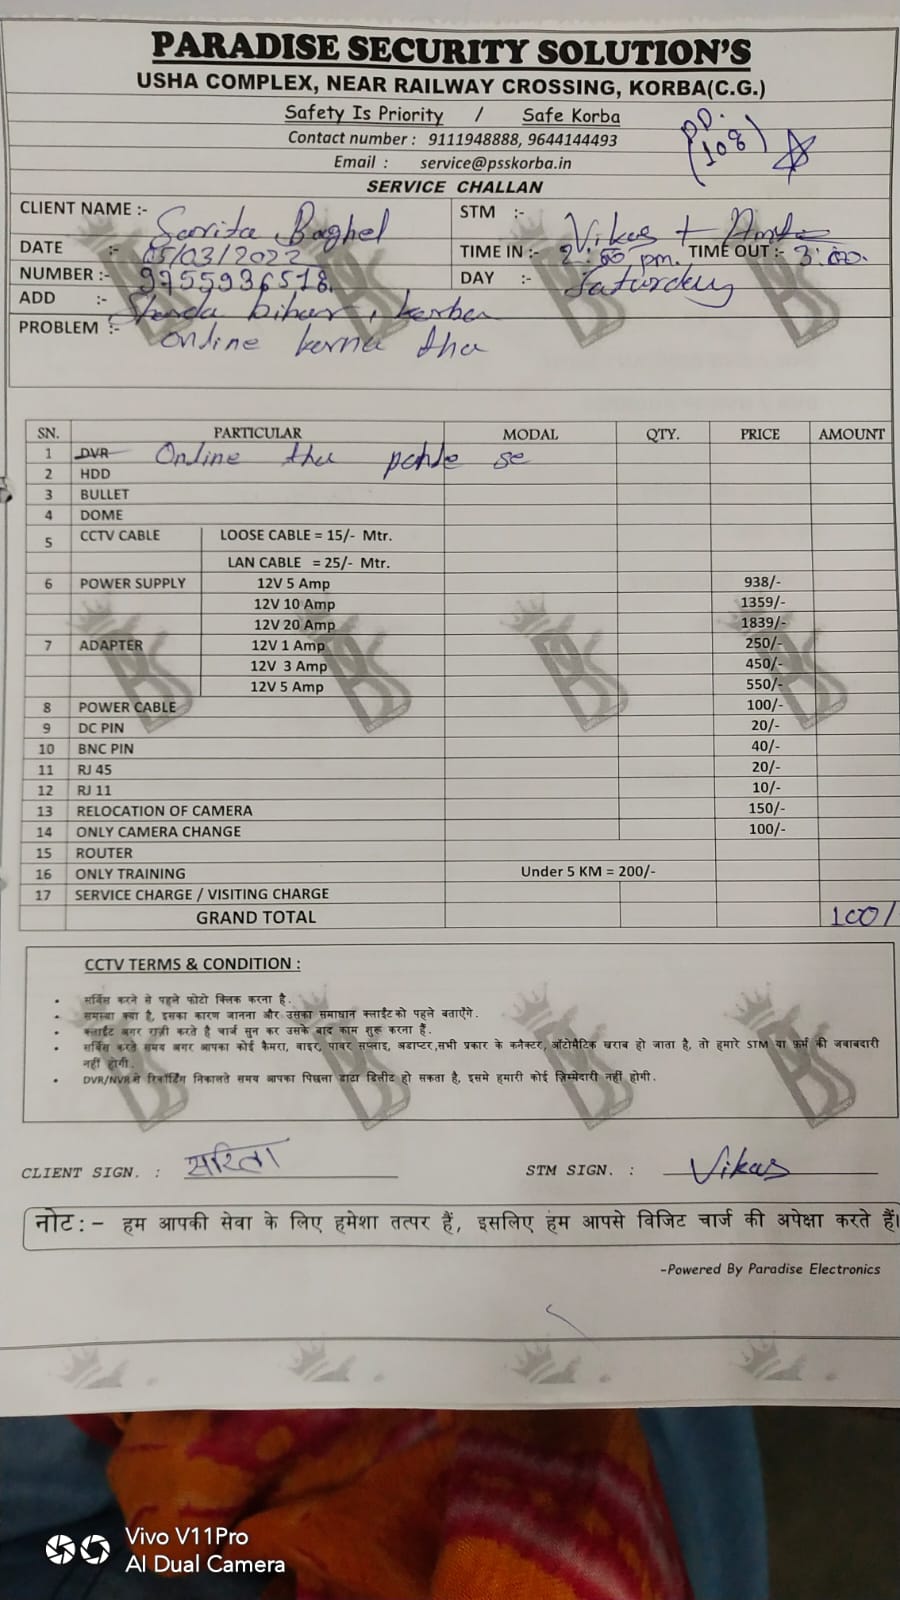 PARADISE SECURITY SOLUTION'S
USHA COMPLEX, NEAR RAILWAY CROSSING, KORBA(C.G.)
Safety Is Priority / Safe Korba
Contact number : 9111948888, 9644144493
Email : service@psskorba.in
P.D.
(108)
SERVICE CHALLAN
CLIENT NAME :- Sarita Baghel
STM :- Vikas +
DATE :- 05/03/2022
TIME IN :- 2:50 pm. TIME OUT :- 3:00.
NUMBER :- 9755936518
DAY :- Saturday
ADD :- Sharda bihar, korba
PROBLEM :- Online karna tha
SN. PARTICULAR MODAL QTY. PRICE AMOUNT
1 DVR Online tha pahle se
2 HDD
3 BULLET
4 DOME
5 CCTV CABLE LOOSE CABLE = 15/- Mtr.
LAN CABLE = 25/- Mtr.
6 POWER SUPPLY 12V 5 Amp 938/-
12V 10 Amp 1359/-
12V 20 Amp 1839/-
7 ADAPTER 12V 1 Amp 250/-
12V 3 Amp 450/-
12V 5 Amp 550/-
8 POWER CABLE 100/-
9 DC PIN 20/-
10 BNC PIN 40/-
11 RJ 45 20/-
12 RJ 11 10/-
13 RELOCATION OF CAMERA 150/-
14 ONLY CAMERA CHANGE 100/-
15 ROUTER
16 ONLY TRAINING Under 5 KM = 200/-
17 SERVICE CHARGE / VISITING CHARGE
GRAND TOTAL 100/
CCTV TERMS & CONDITION :
• सर्विस करने से पहले फोटो क्लिक करना है.
• समस्या क्या है, इसका कारण जानना और उसका समाधान क्लाईंट को पहले बताएँगे.
• क्लाईंट अगर राज़ी करते है चार्ज सुन कर उसके बाद काम शुरू करना हैं.
• सर्विस करते समय अगर आपका कोई कैमरा, वाइर, पावर सप्लाइ, अडाप्टर,सभी प्रकार के कनैक्टर, ऑटोमैटिक खराब हो जाता है, तो हमारे STM या फ़र्म की जवाबदारी
नहीं होगी.
• DVR/NVR से रिकॉर्डिंग निकालते समय आपका पिछला डाटा डिलीट हो सकता है, इसमे हमारी कोई ज़िम्मेदारी नहीं होगी.
CLIENT SIGN. : सरिता
STM SIGN. : Vikas
नोट:- हम आपकी सेवा के लिए हमेशा तत्पर हैं, इसलिए हम आपसे विजिट चार्ज की अपेक्षा करते हैं।
-Powered By Paradise Electronics
Vivo V11Pro
AI Dual Camera